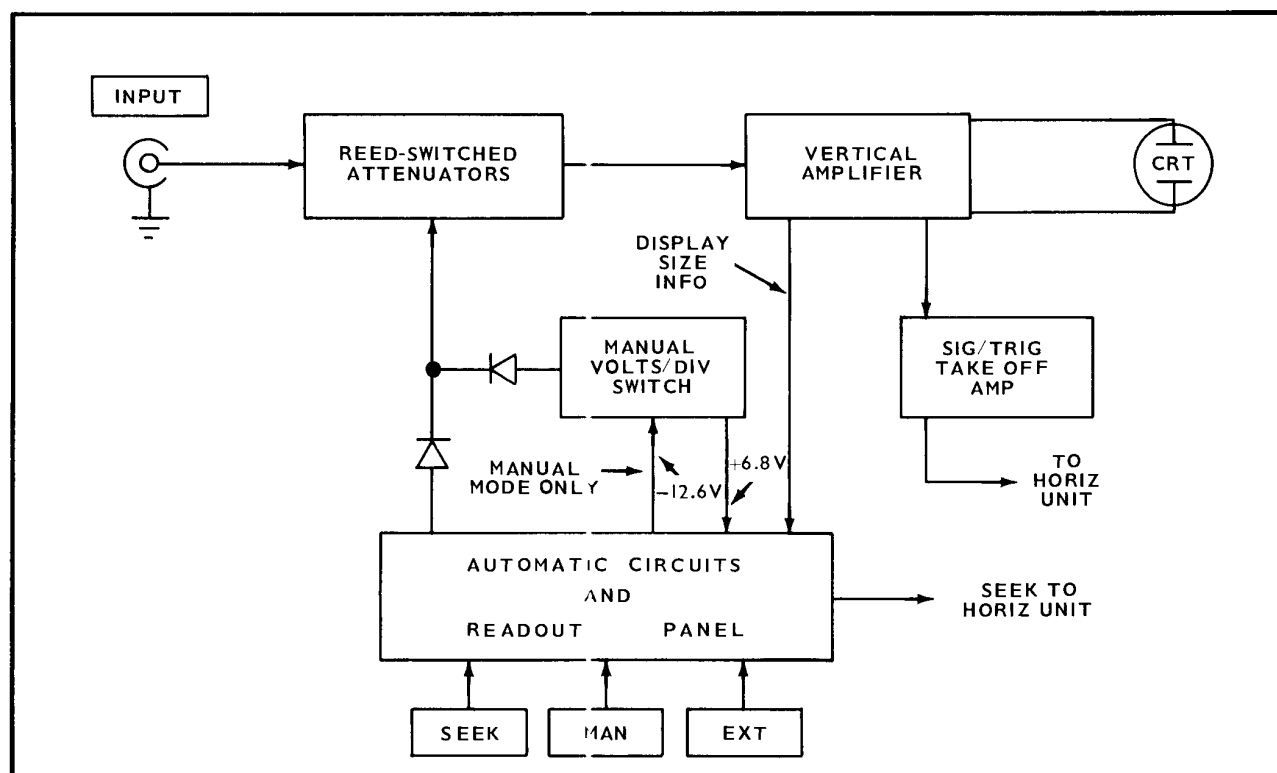 INPUT
REED-SWITCHED
ATTENUATORS
VERTICAL
AMPLIFIER
CRT
DISPLAY
SIZE
INFO
MANUAL
VOLTS/DIV
SWITCH
SIG/TRIG
TAKE OFF
AMP
MANUAL
MODE ONLY
-12.6V
+6.8V
TO
HORIZ
UNIT
AUTOMATIC CIRCUITS
AND
READOUT PANEL
SEEK TO
HORIZ UNIT
SEEK
MAN
EXT